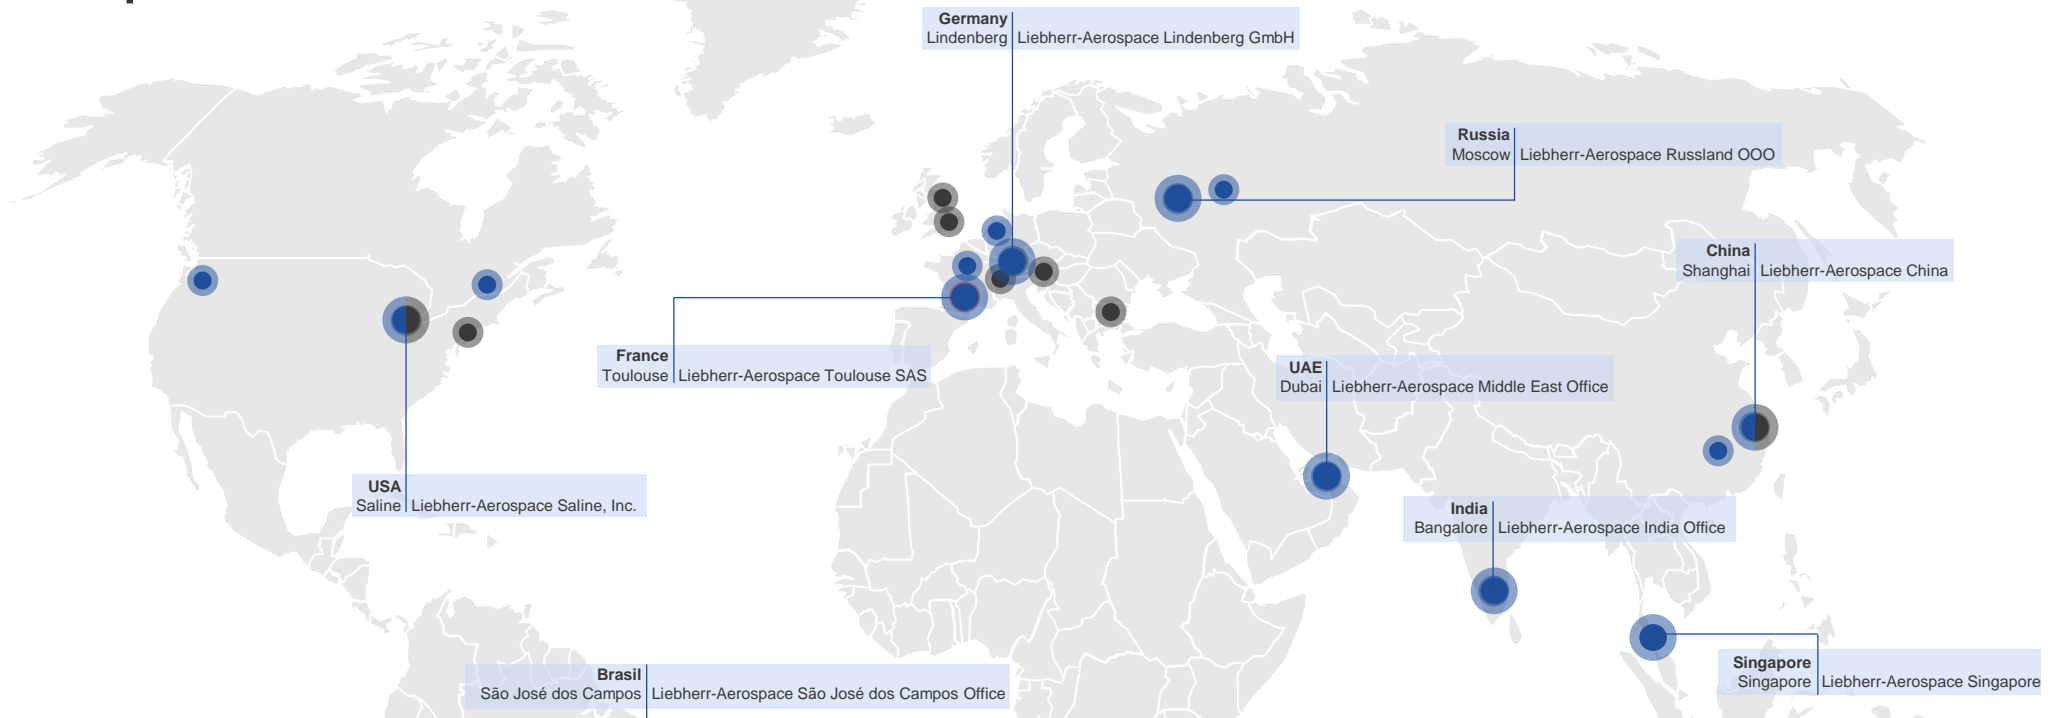 Germany
Lindenberg Liebherr-Aerospace Lindenberg GmbH
Russia
Moscow Liebherr-Aerospace Russland OOO
China
Shanghai Liebherr-Aerospace China
France
Toulouse Liebherr-Aerospace Toulouse SAS
UAE
Dubai Liebherr-Aerospace Middle East Office
USA
Saline Liebherr-Aerospace Saline, Inc.
India
Bangalore Liebherr-Aerospace India Office
Brasil
São José dos Campos Liebherr-Aerospace São José dos Campos Office
Singapore
Singapore Liebherr-Aerospace Singapore